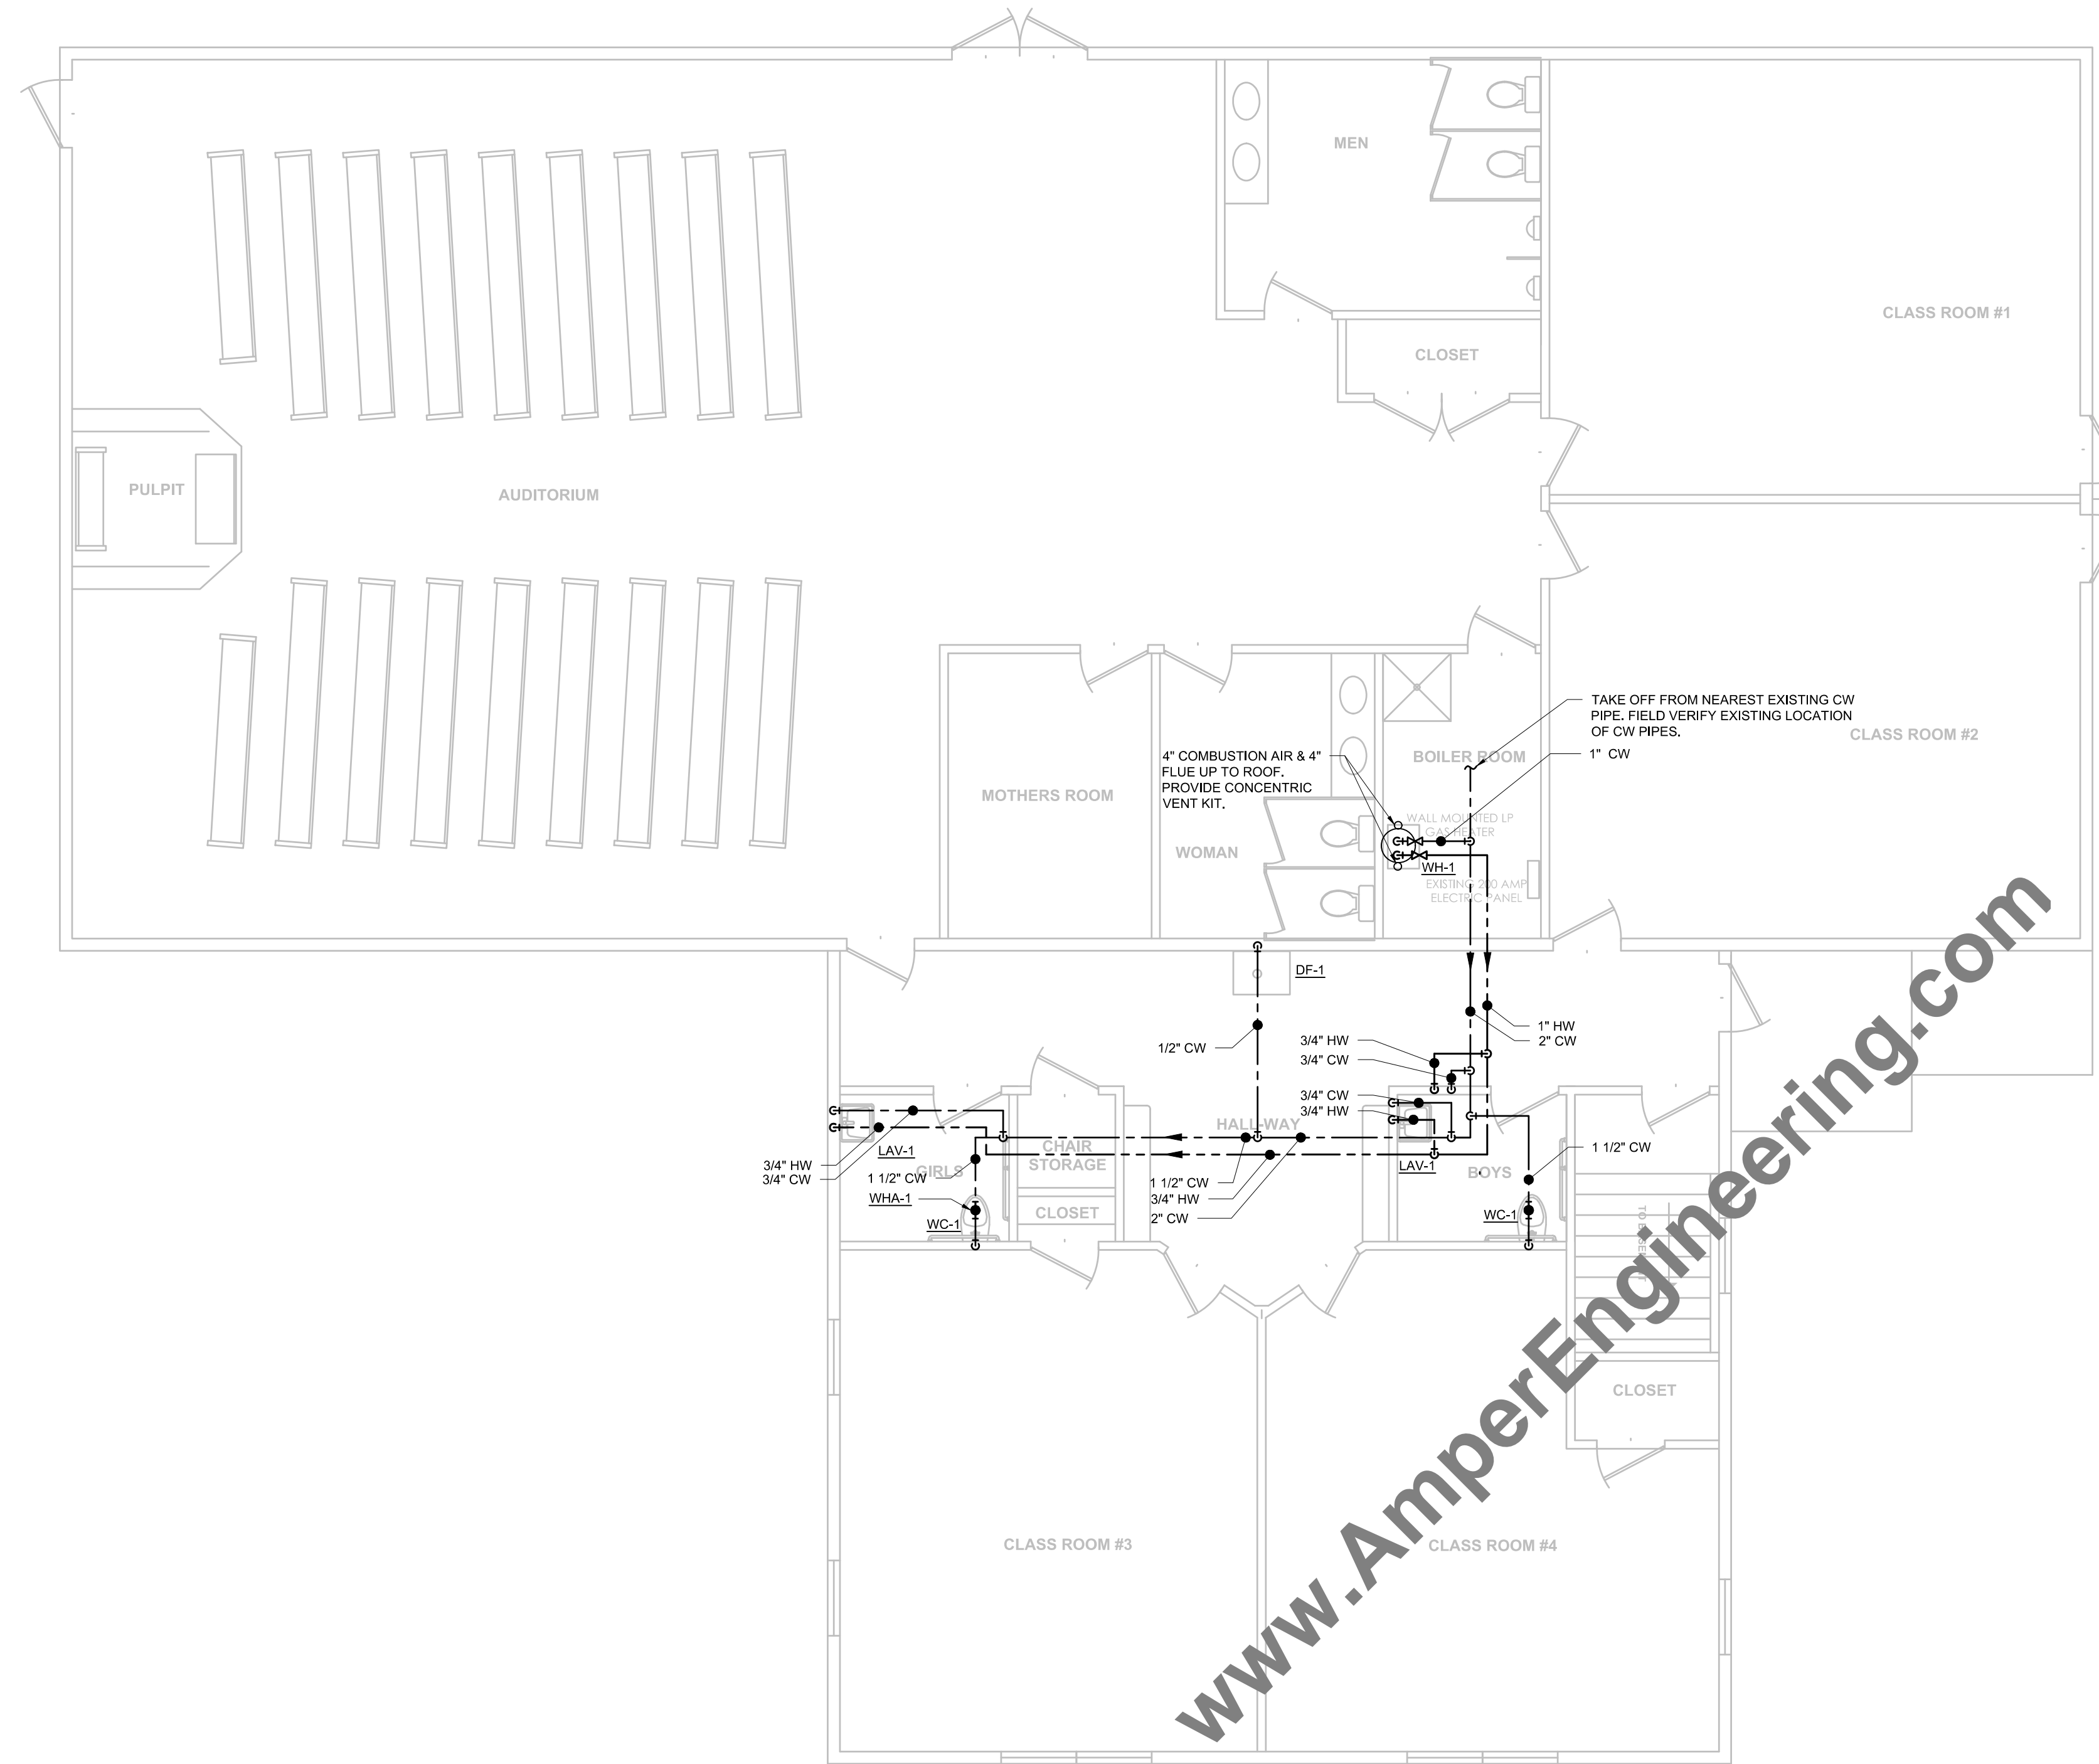 MEN
CLASS ROOM #1
CLOSET
PULPIT
AUDITORIUM
TAKE OFF FROM NEAREST EXISTING CW
PIPE. FIELD VERIFY EXISTING LOCATION
OF CW PIPES.
CLASS ROOM #2
1" CW
4" COMBUSTION AIR & 4"
FLUE UP TO ROOF.
PROVIDE CONCENTRIC
VENT KIT.
BOILER ROOM
MOTHERS ROOM
WALL MOUNTED LP
GAS HEATER
WOMAN
WH-1
EXISTING 200 AMP
ELECTRIC PANEL
DF-1
1/2" CW
1" HW
2" CW
3/4" HW
3/4" CW
3/4" CW
3/4" HW
HALL-WAY
LAV-1
3/4" HW
3/4" CW
GIRLS
1 1/2" CW
CHAIR
STORAGE
LAV-1
BOYS
1 1/2" CW
1 1/2" CW
3/4" HW
2" CW
WHA-1
WC-1
CLOSET
WC-1
CLOSET
CLASS ROOM #3
CLASS ROOM #4
www.AmperEngineering.com